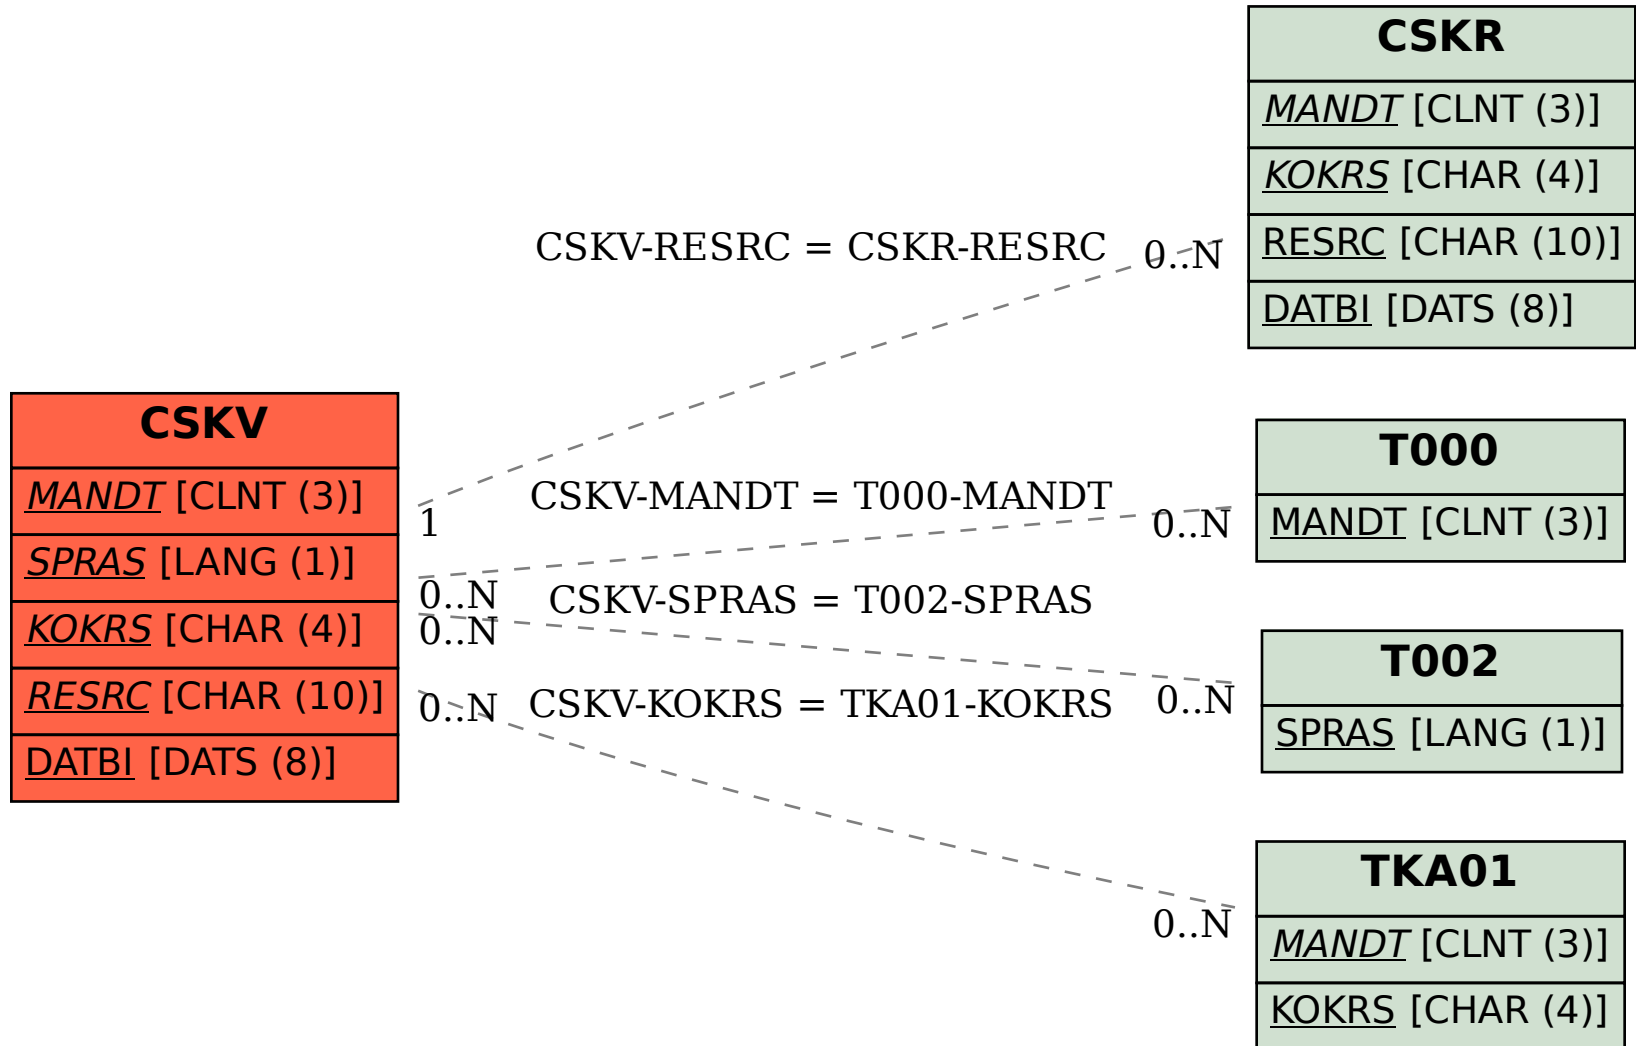 CSKR
MANDT [CLNT (3)]
KOKRS [CHAR (4)]
RESRC [CHAR (10)]
DATBI [DATS (8)]
CSKV-RESRC = CSKR-RESRC
0..N
CSKV
MANDT [CLNT (3)]
SPRAS [LANG (1)]
KOKRS [CHAR (4)]
RESRC [CHAR (10)]
DATBI [DATS (8)]
1
CSKV-MANDT = T000-MANDT
0..N
0..N
T000
MANDT [CLNT (3)]
CSKV-SPRAS = T002-SPRAS
0..N
0..N
T002
SPRAS [LANG (1)]
0..N
CSKV-KOKRS = TKA01-KOKRS
0..N
TKA01
MANDT [CLNT (3)]
KOKRS [CHAR (4)]